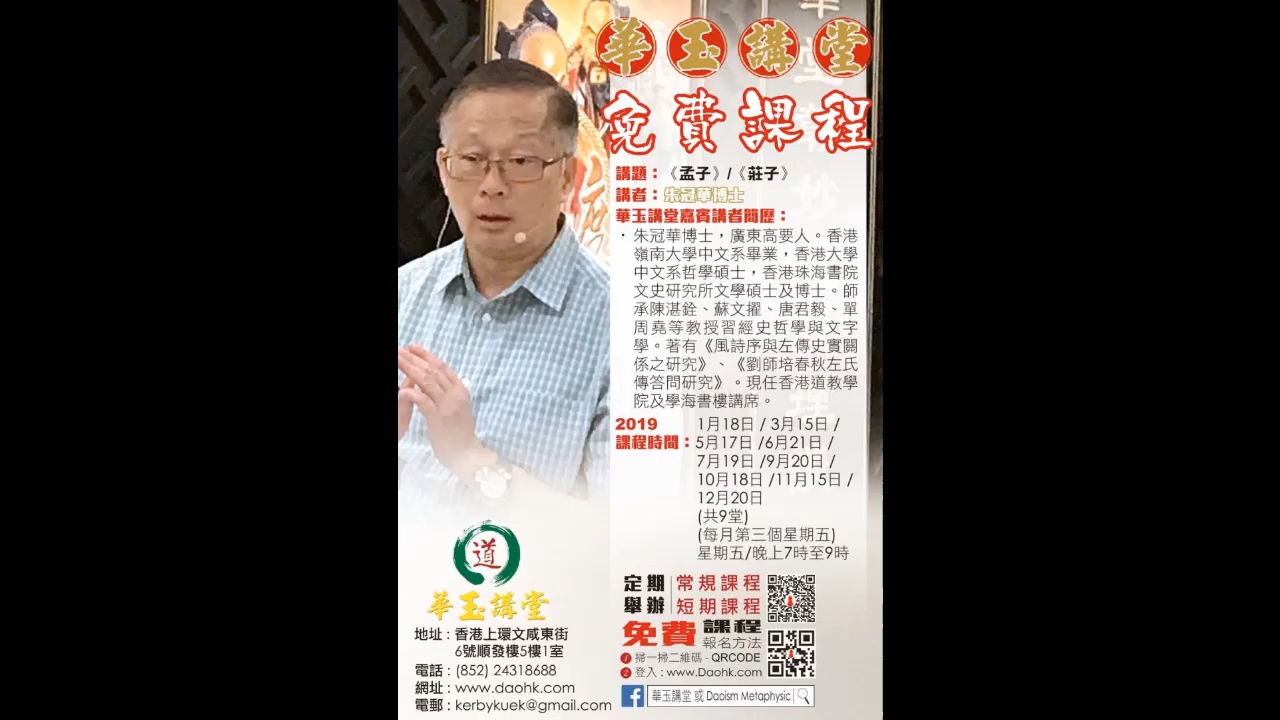 華玉講堂
免費課程
講題：《孟子》/《莊子》
講者：朱冠華博士
華玉講堂嘉賓講者簡歷：
・朱冠華博士，廣東高要人。香港
嶺南大學中文系畢業，香港大學
中文系哲學碩士，香港珠海書院
文史研究所文學碩士及博士。師
承陳湛銓、蘇文擢、唐君毅、單
周堯等教授習經史哲學與文字
學。著有《風詩序與左傳史實關
係之研究》、《劉師培春秋左氏
傳答問研究》。現任香港道教學
院及學海書樓講席。
2019 1月18日 / 3月15日 /
課程時間：5月17日 /6月21日 /
7月19日 /9月20日 /
10月18日 /11月15日 /
12月20日
(共9堂)
(每月第三個星期五)
星期五/晚上7時至9時
道
華玉講堂
地址 : 香港上環文咸東街
6號順發樓5樓1室
電話 : (852) 24318688
網址 : www.daohk.com
電郵 : kerbykuek@gmail.com
定期 常規課程
舉辦 短期課程
免費 課程
報名方法
1 掃一掃二維碼 - QRCODE
2 登入 : www.Daohk.com
華玉講堂 或 Daoism Metaphysic